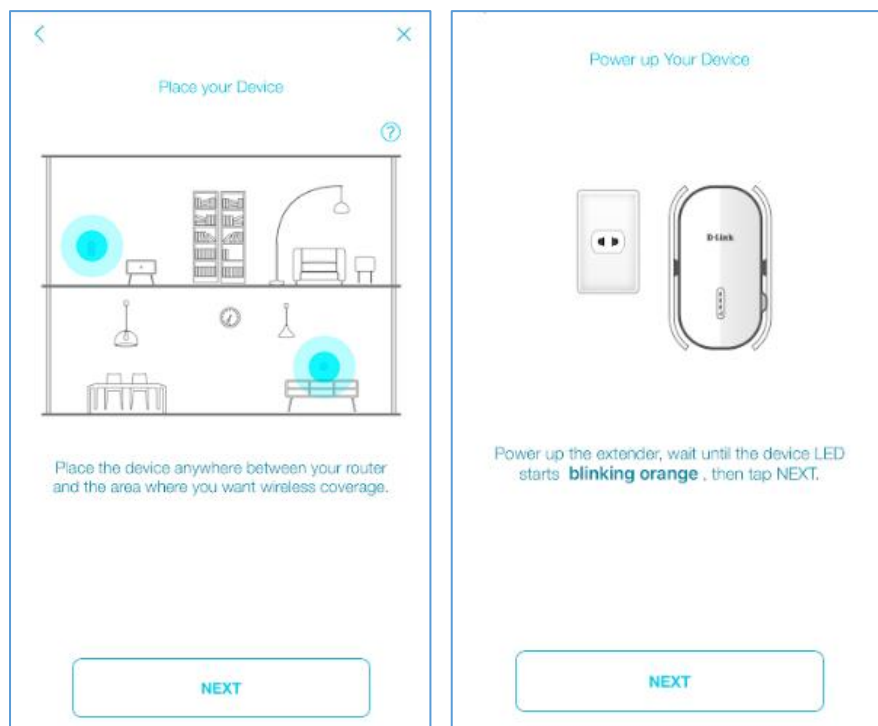 Place your Device
?
Place the device anywhere between your router
and the area where you want wireless coverage.
NEXT
Power up Your Device
D-Link
Power up the extender, wait until the device LED
starts blinking orange , then tap NEXT.
NEXT